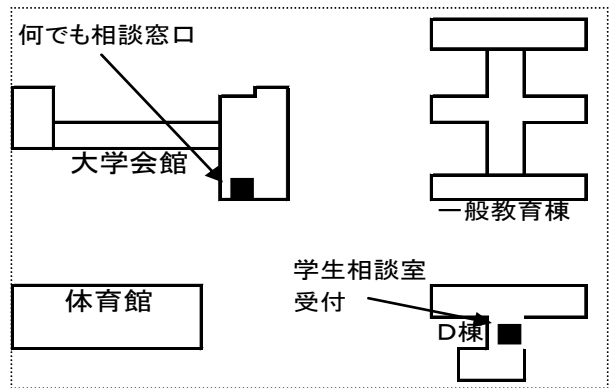 何でも相談窓口
大学会館
一般教育棟
学生相談室
受付
体育館
D棟